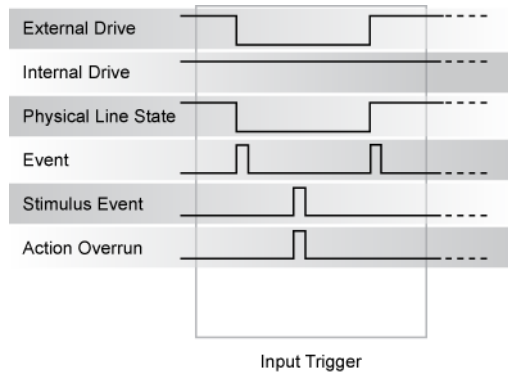 External Drive
Internal Drive
Physical Line State
Event
Stimulus Event
Action Overrun
Input Trigger